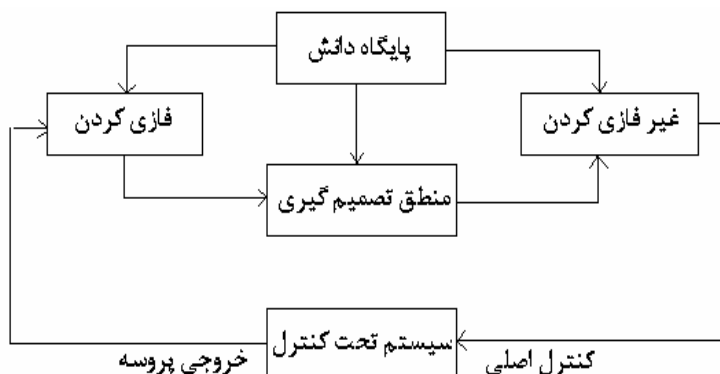 پایگاه دانش
غیر فازی کردن
فازی کردن
منطق تصمیم گیری
سیستم تحت کنترل
کنترل اصلی
خروجی پروسه